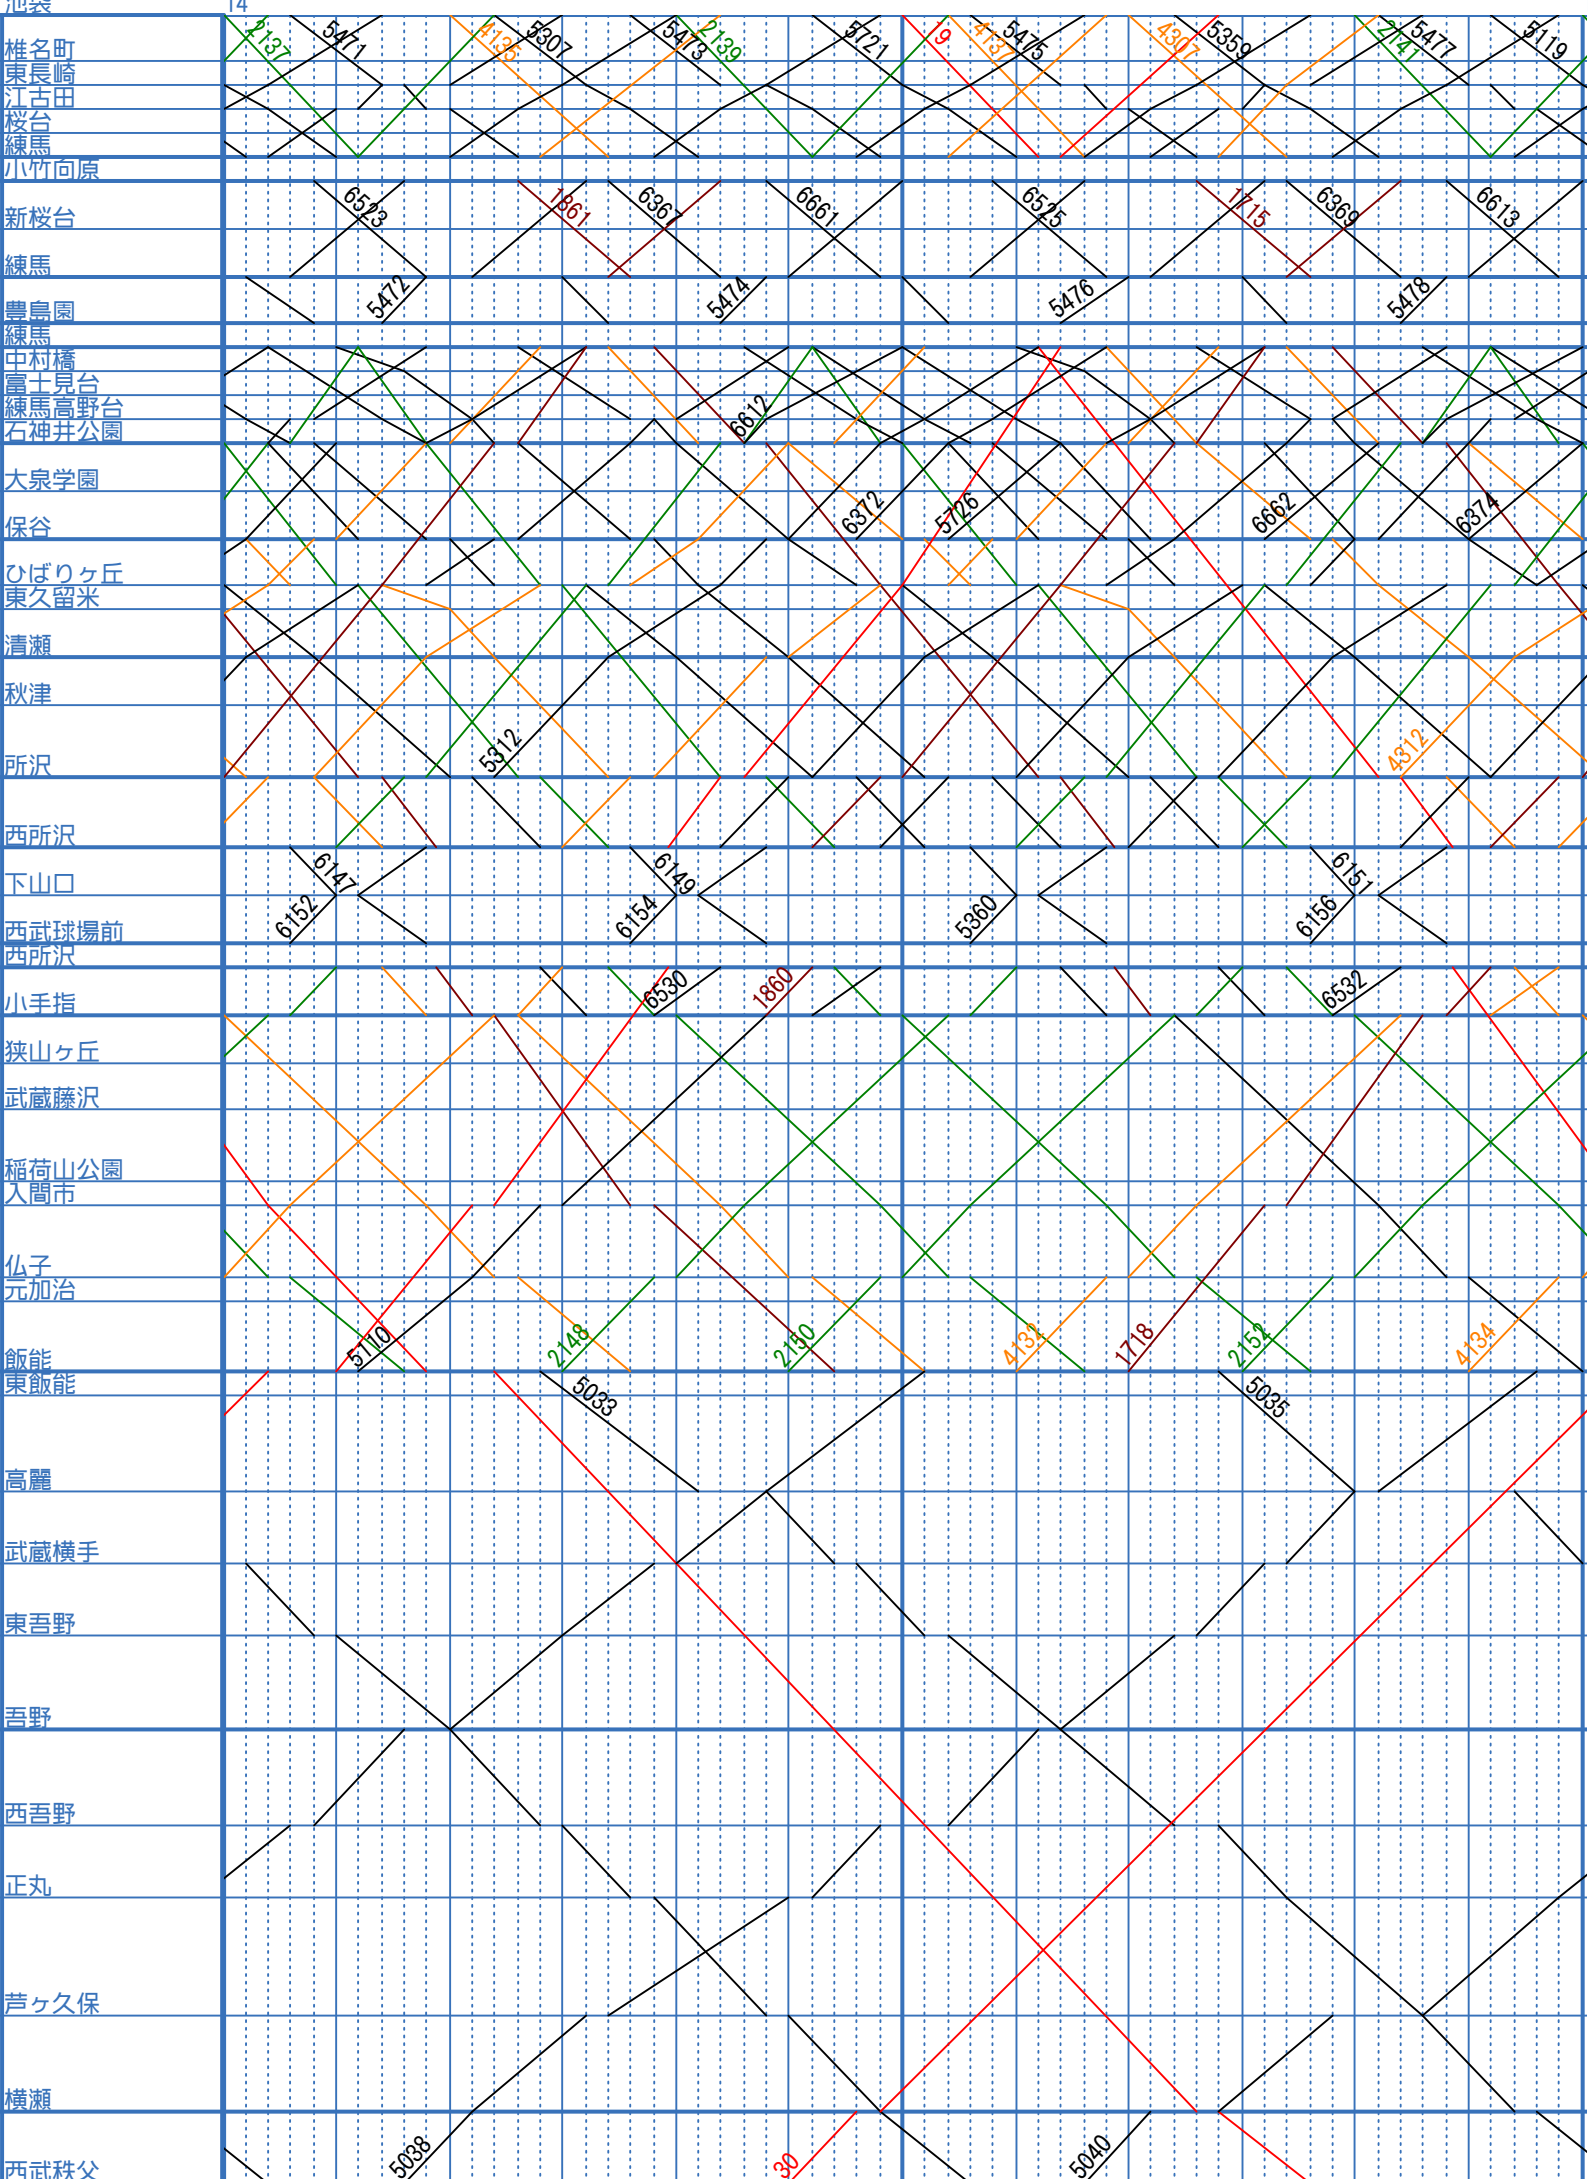 池袋 14
2137 5471 4135 5307 5473 2139 5721 19 4137 5475 4307 5359 2141 5477 5119
椎名町
東長崎
江古田
桜台
練馬
小竹向原
6523 1861 6367 6661 6525 1715 6369 6613
新桜台
練馬
5472 5474 5476 5478
豊島園
練馬
中村橋
富士見台
練馬高野台
6612
石神井公園
大泉学園
6372 5726 6662 6374
保谷
ひばりヶ丘
東久留米
清瀬
秋津
5312 4312
所沢
西所沢
6147 6149 6151
下山口
6152 6154 5360 6156
西武球場前
西所沢
6530 1860 6532
小手指
狭山ヶ丘
武蔵藤沢
稲荷山公園
入間市
仏子
元加治
5110 2148 2150 4132 1718 2152 4134
飯能
東飯能
5033 5035
高麗
武蔵横手
東吾野
吾野
西吾野
正丸
芦ヶ久保
横瀬
5038 30 5040
西武秩父